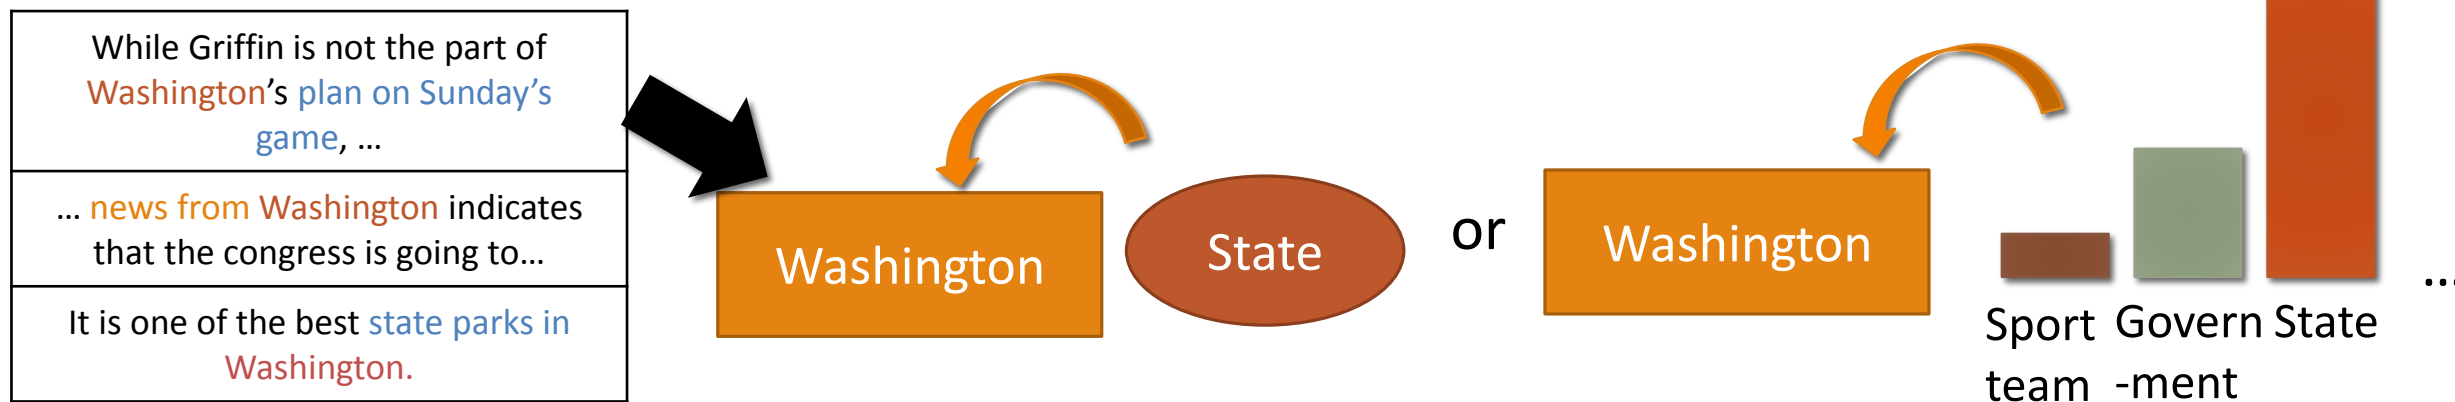 While Griffin is not the part of
Washington’s plan on Sunday’s
game, …
… news from Washington indicates
that the congress is going to…
It is one of the best state parks in
Washington.
Washington
State
or
Washington
Sport
team
Govern
-ment
State
…